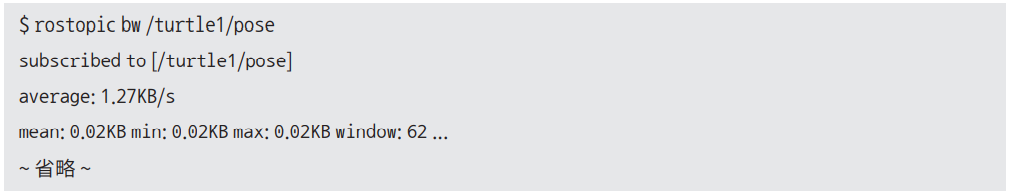 $ rostopic bw /turtle1/pose
subscribed to [/turtle1/pose]
average: 1.27KB/s
mean: 0.02KB min: 0.02KB max: 0.02KB window: 62 ...
~ 省略 ~